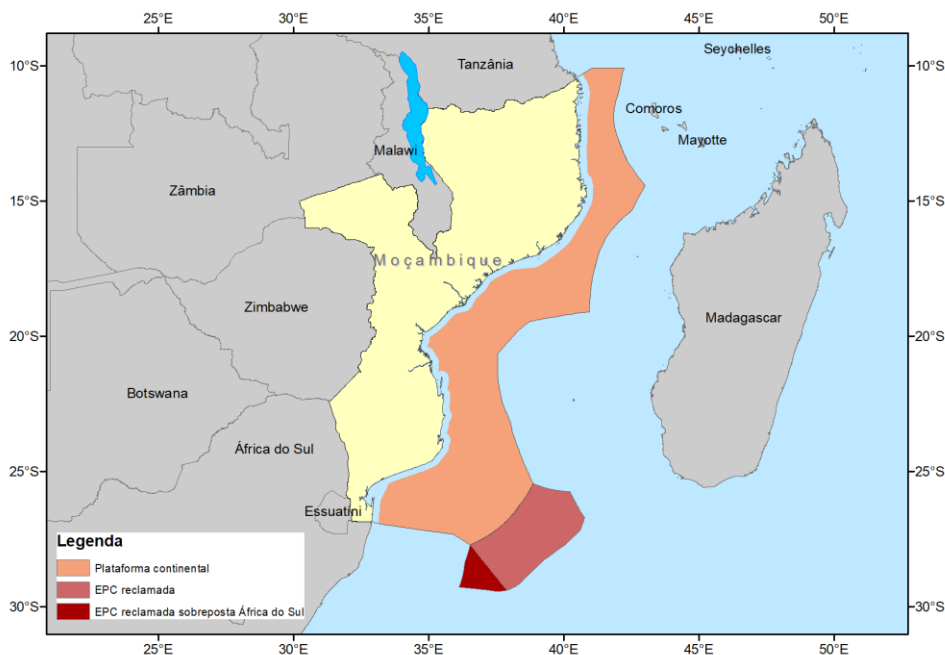 25°E 30°E 35°E 40°E 45°E 50°E
Seychelles
10°S 10°S
Tanzânia
Comoros
Mayotte
Malawi
Zâmbia
15°S 15°S
Moçambique
Zimbabwe
Madagascar
20°S 20°S
Botswana
África do Sul
25°S 25°S
Essuatíni
Legenda
Plataforma continental
EPC reclamada
EPC reclamada sobreposta África do Sul
30°S 30°S
25°E 30°E 35°E 40°E 45°E 50°E